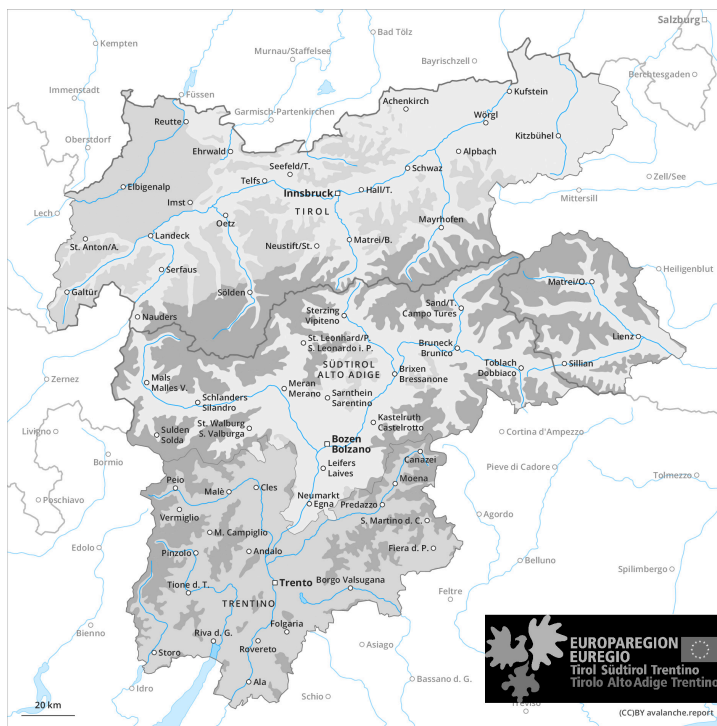 Salzburg
Kempten
Bad Tölz
Murnau/Staffelsee
Bayrischzell
Berchtesgaden
Immenstadt
Füssen
Kufstein
Achenkirch
Garmisch-Partenkirchen
Reutte
Wörgl
Kitzbühel
Oberstdorf
Ehrwald
Alpbach
Seefeld/T.
Schwaz
Zell/See
Elbigenalp
Telfs
Innsbruck
Hall/T.
Mittersill
Imst
TIROL
Lech
Oetz
Mayrhofen
Landeck
St. Anton/A.
Neustift/St.
Matrei/B.
Serfaus
Heiligenblut
Galtür
Sölden
Matrei/O.
Nauders
Sterzing
Vipiteno
Sand/T.
Campo Tures
St. Leonhard/P.
S. Leonardo i. P.
Bruneck
Brunico
Lienz
SÜDTIROL
ALTO ADIGE
Toblach
Dobbiaco
Sillian
Zernez
Mals
Malles V.
Meran
Merano
Brixen
Bressanone
Schlanders
Silandro
Sarnthein
Sarentino
Kastelruth
Castelrotto
St. Walburg
S. Valburga
Livigno
Sulden
Solda
Cortina d'Ampezzo
Bozen
Bolzano
Bormio
Canazei
Leifers
Laives
Pieve di Cadore
Tolmezzo
Peio
Malè
Cles
Moena
Neumarkt
Egna
Predazzo
Poschiavo
Vermiglio
Agordo
S. Martino d. C.
M. Campiglio
Edolo
Pinzolo
Andalo
Fiera d. P.
Belluno
Spilimbergo
Tione d. T.
Trento
Borgo Valsugana
Feltre
TRENTINO
Folgaria
Bienno
Riva d. G.
Rovereto
Asiago
Storo
EUROPAREGION
EUREGIO
Tirol Südtirol Trentino
Tirolo Alto Adige Trentino
Ala
Bassano d. G.
Idro
Schio
Treviso
20 km
(CC)BY avalanche.report